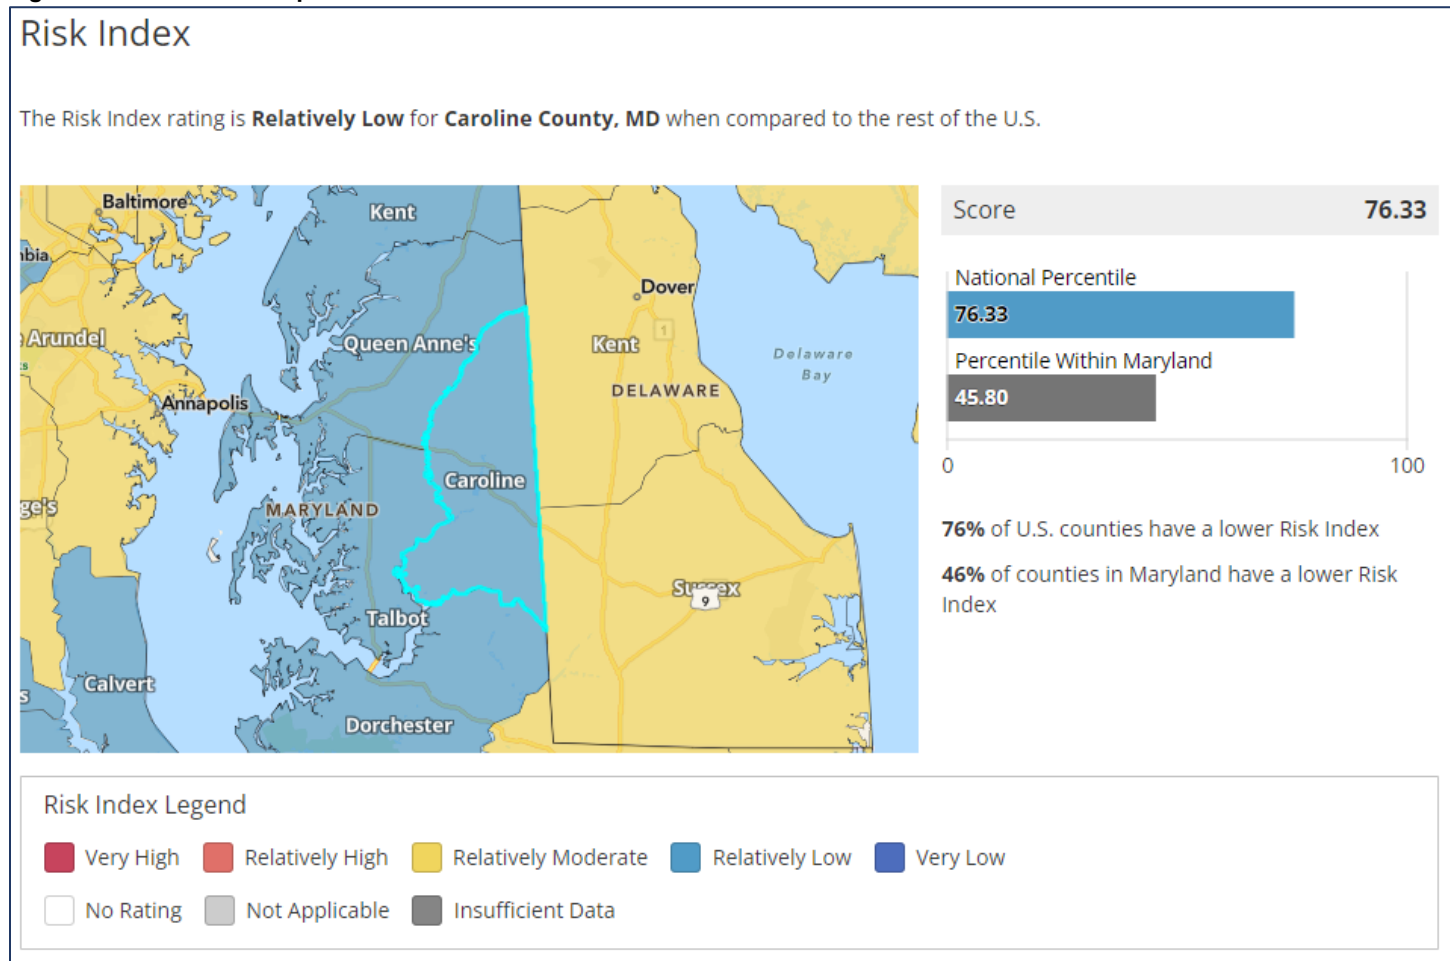 Risk Index
The Risk Index rating is Relatively Low for Caroline County, MD when compared to the rest of the U.S.
Baltimore
Kent
bia
Dover
1
Arundel
Queen Anne's
Kent
Delaware
Bay
DELAWARE
Annapolis
Caroline
ge's
MARYLAND
Sussex
9
Talbot
Calvert
s
Dorchester
Score 76.33
National Percentile
76.33
Percentile Within Maryland
45.80
0 100
76% of U.S. counties have a lower Risk Index
46% of counties in Maryland have a lower Risk
Index
Risk Index Legend
Very High Relatively High Relatively Moderate Relatively Low Very Low
No Rating Not Applicable Insufficient Data